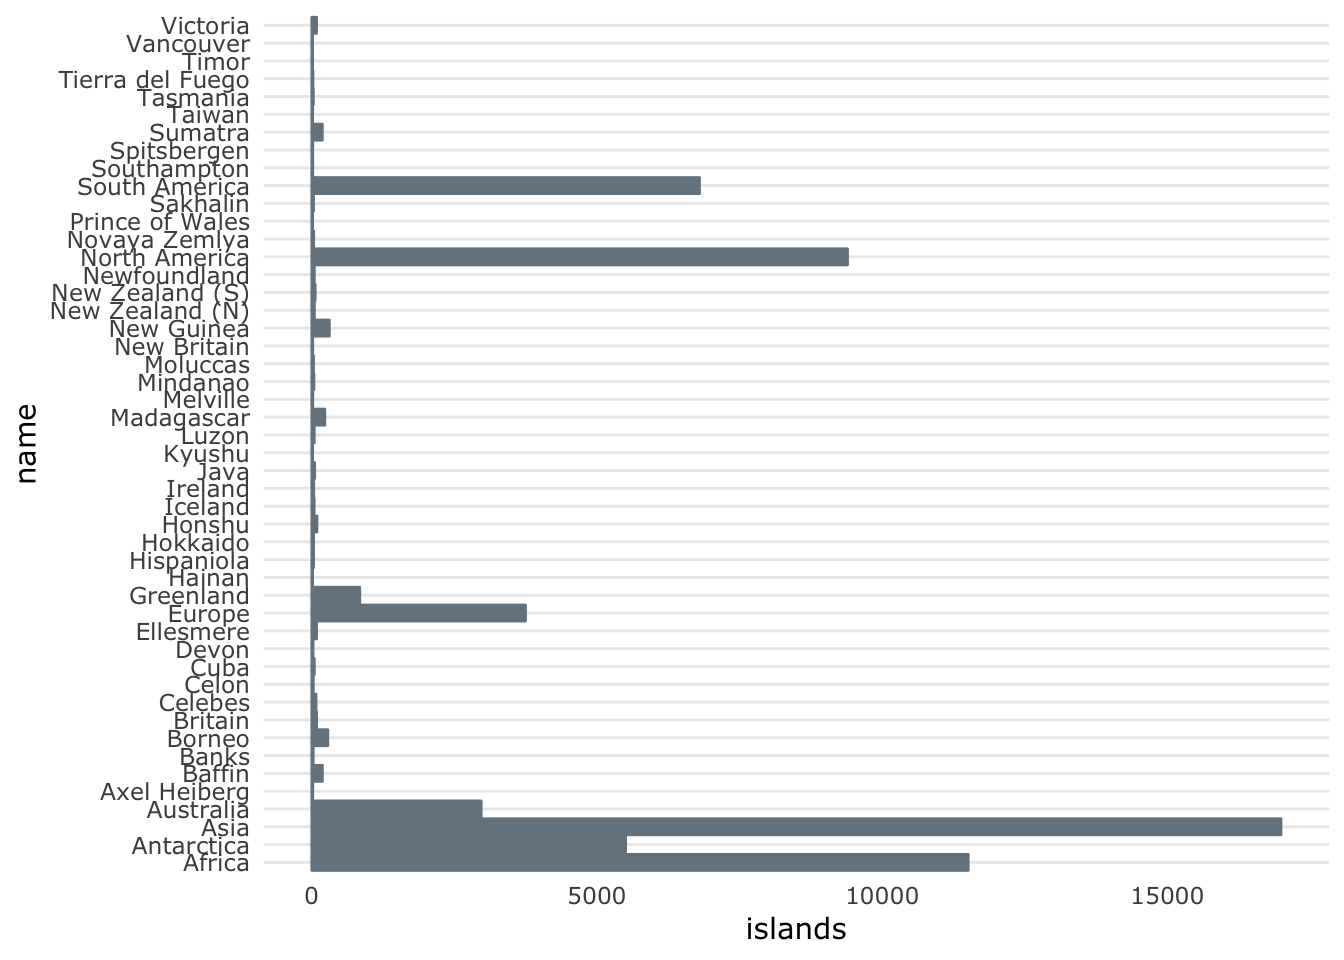 Victoria
Vancouver
Timor
Tierra del Fuego
Tasmania
Taiwan
Sumatra
Spitsbergen
Southampton
South America
Sakhalin
Prince of Wales
Novaya Zemlya
North America
Newfoundland
New Zealand (S)
New Zealand (N)
New Guinea
New Britain
Moluccas
Mindanao
Melville
Madagascar
Luzon
Kyushu
Java
Ireland
Iceland
Honshu
Hokkaido
Hispaniola
Hainan
Greenland
Europe
Ellesmere
Devon
Cuba
Celon
Celebes
Britain
Borneo
Banks
Baffin
Axel Heiberg
Australia
Asia
Antarctica
Africa
name
0 5000 10000 15000
islands